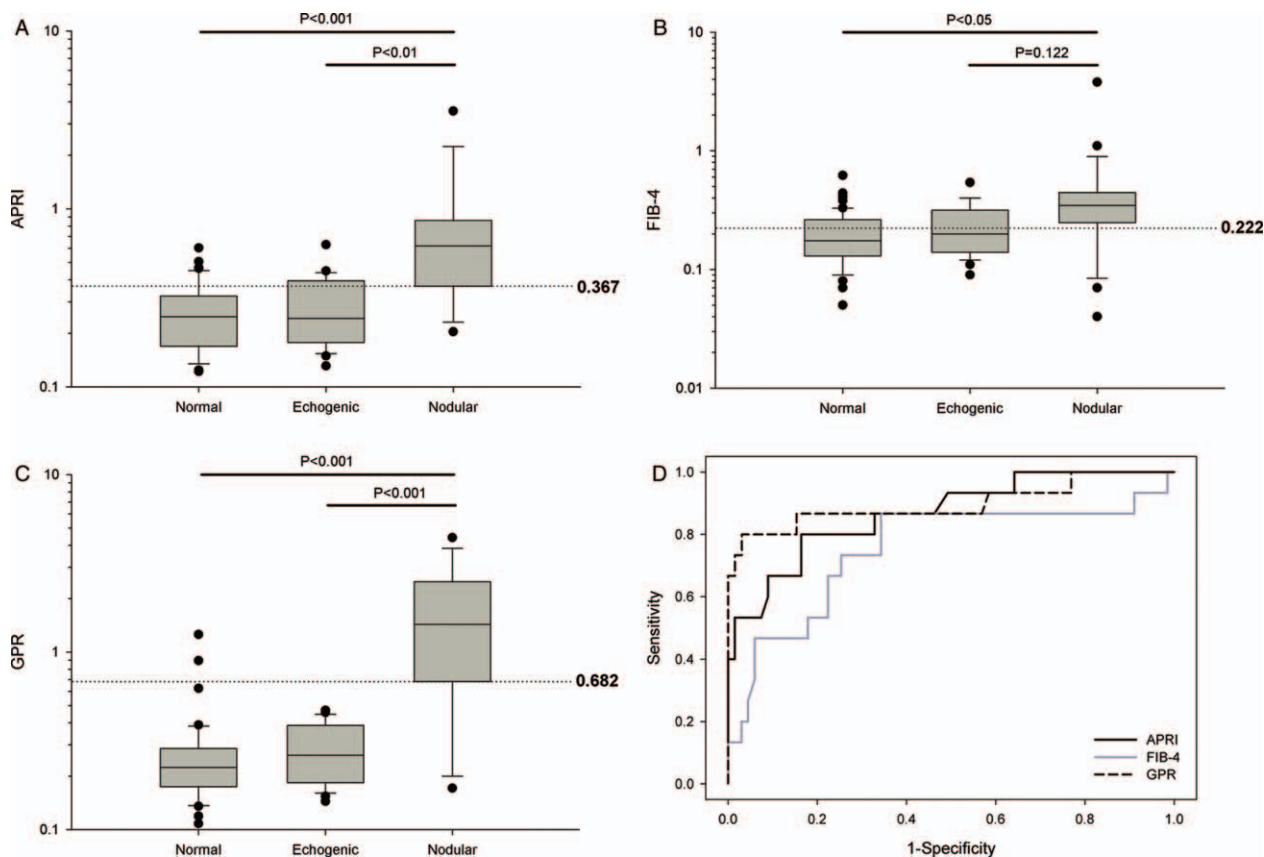 A
P<0.001
P<0.01
10
1
0.1
APRI
0.367
Normal Echogenic Nodular
B
P<0.05
P=0.122
10
1
0.1
0.01
FIB-4
0.222
Normal Echogenic Nodular
C
P<0.001
P<0.001
10
1
0.1
GPR
0.682
Normal Echogenic Nodular
D
1.0
0.8
0.6
0.4
0.2
0.0
Sensitivity
APRI
FIB-4
GPR
0.0 0.2 0.4 0.6 0.8 1.0
1-Specificity